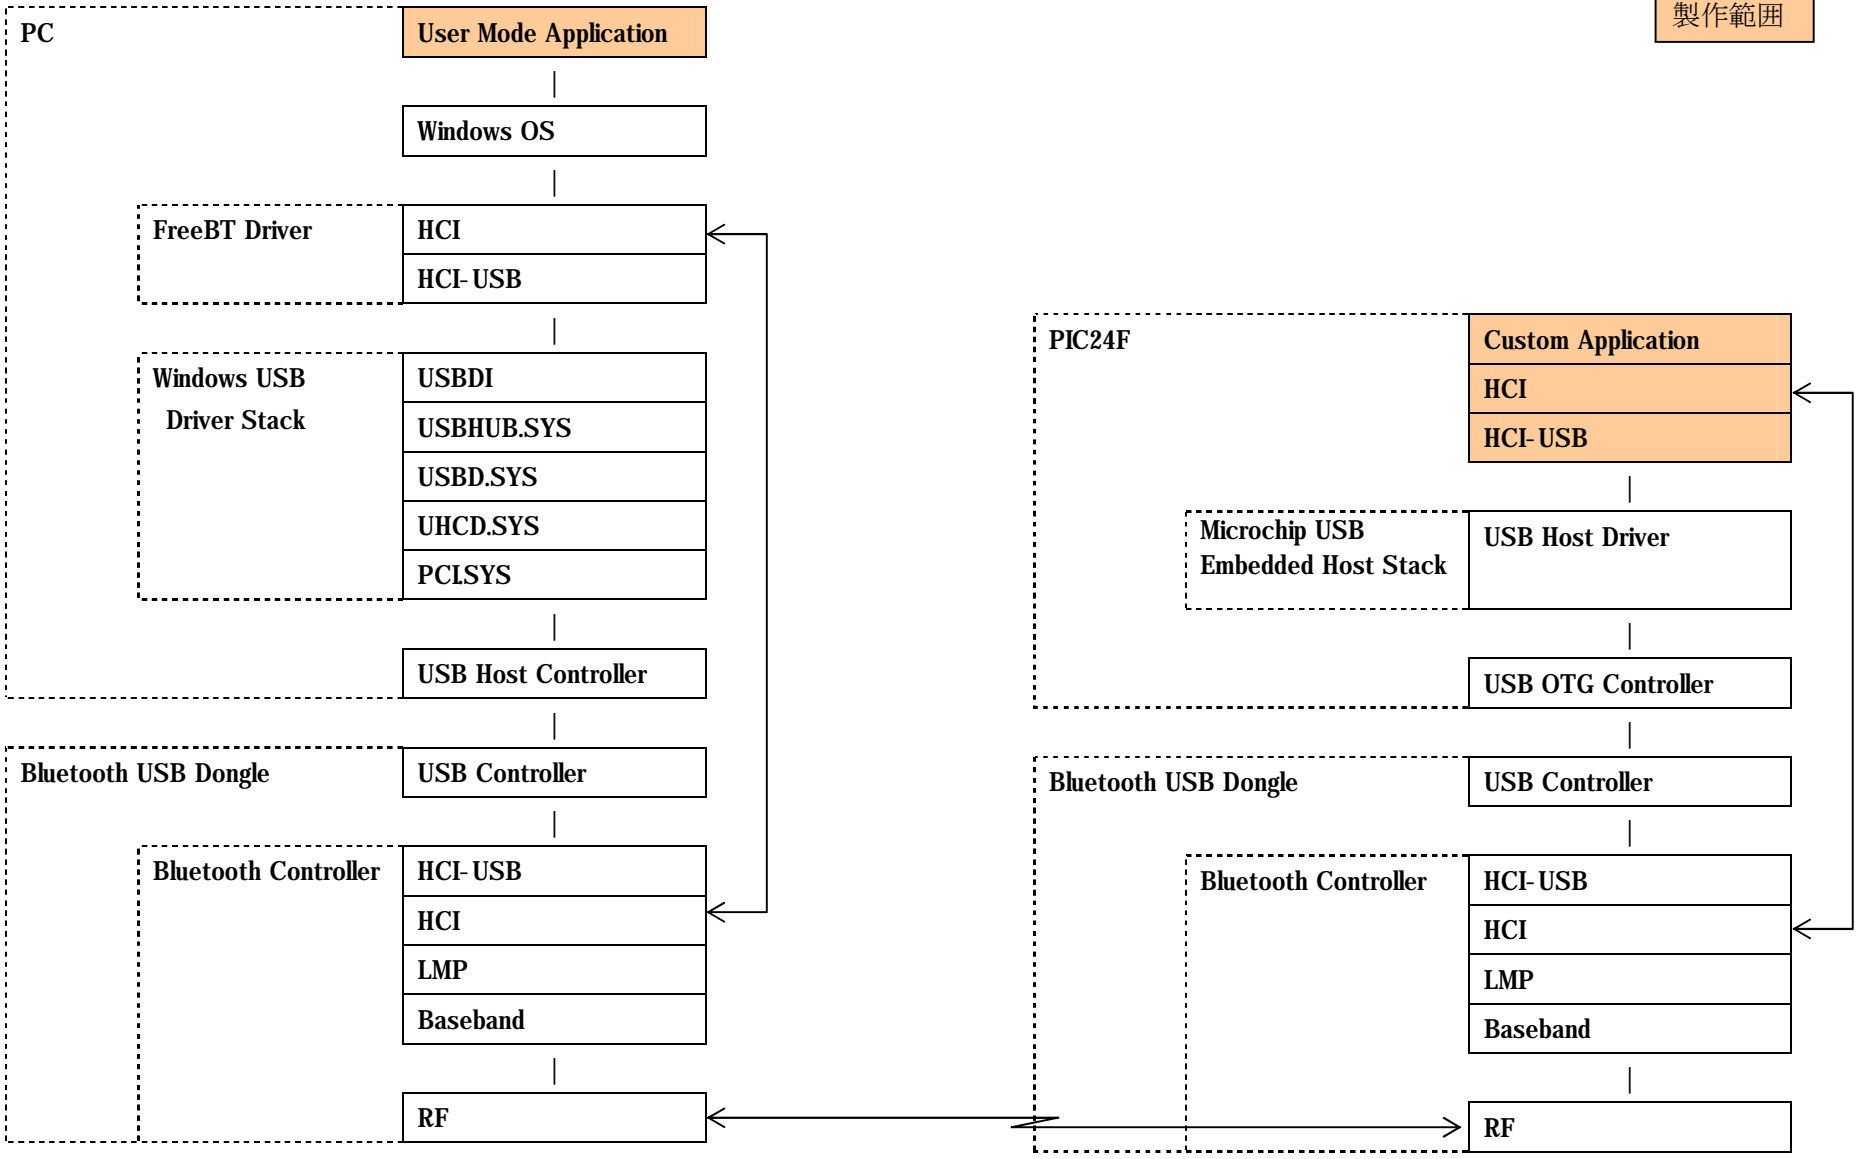 製作範囲
PC
User Mode Application
Windows OS
FreeBT Driver
HCI
HCI-USB
Windows USB
Driver Stack
USBDI
USBHUB.SYS
USBD.SYS
UHCD.SYS
PCI.SYS
USB Host Controller
Bluetooth USB Dongle
USB Controller
Bluetooth Controller
HCI-USB
HCI
LMP
Baseband
RF
PIC24F
Custom Application
HCI
HCI-USB
Microchip USB
Embedded Host Stack
USB Host Driver
USB OTG Controller
Bluetooth USB Dongle
USB Controller
Bluetooth Controller
HCI-USB
HCI
LMP
Baseband
RF